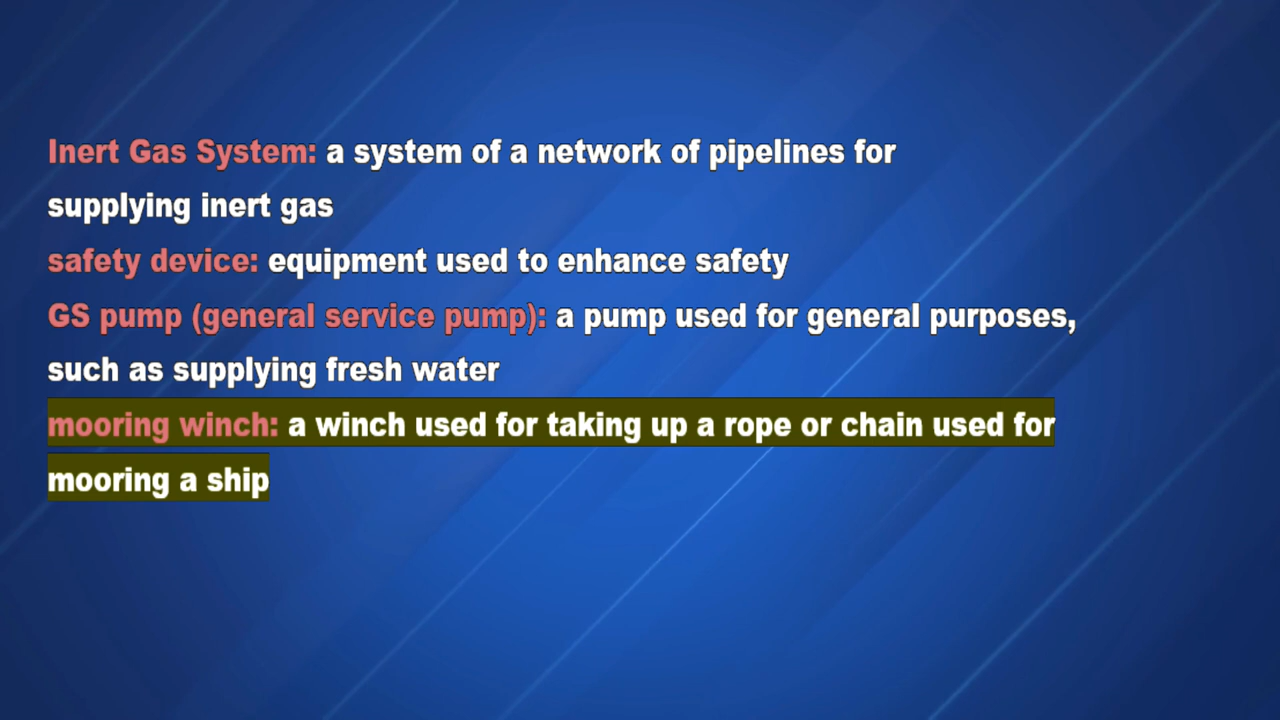 Inert Gas System: a system of a network of pipelines for
supplying inert gas
safety device: equipment used to enhance safety
GS pump (general service pump): a pump used for general purposes,
such as supplying fresh water
mooring winch: a winch used for taking up a rope or chain used for
mooring a ship